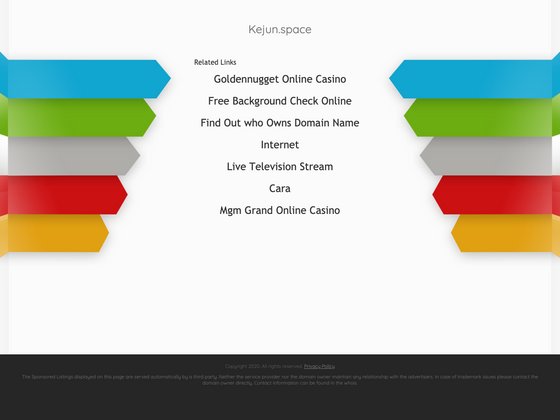 Kejun.space
Related Links
Goldennugget Online Casino
Free Background Check Online
Find Out who Owns Domain Name
Internet
Live Television Stream
Cara
Mgm Grand Online Casino
Copyright 2020. All rights reserved. Privacy Policy
The Sponsored Listings displayed on this page are served automatically by a third party. Neither the service provider nor the domain owner maintain any relationship with the advertisers. In case of trademark issues please contact the
domain owner directly. Contact information can be found in the whois.